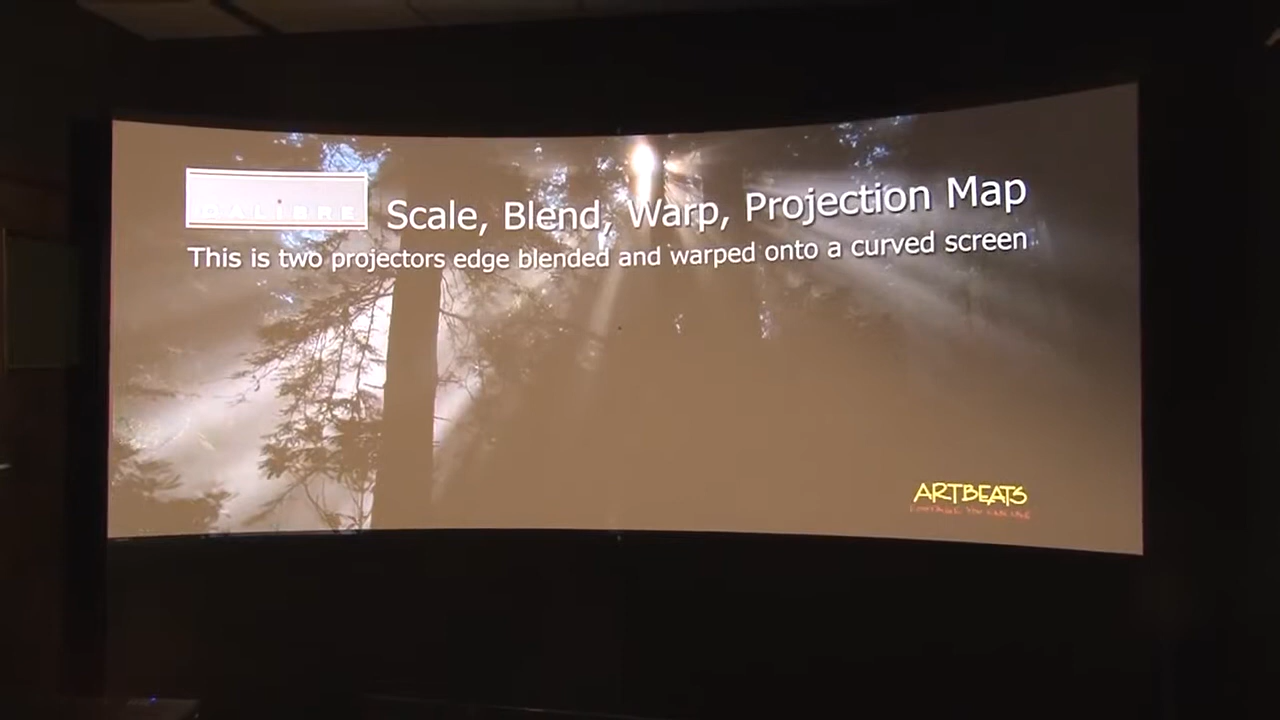 CALIBRE
Scale, Blend, Warp, Projection Map
This is two projectors edge blended and warped onto a curved screen
ARTBEATS